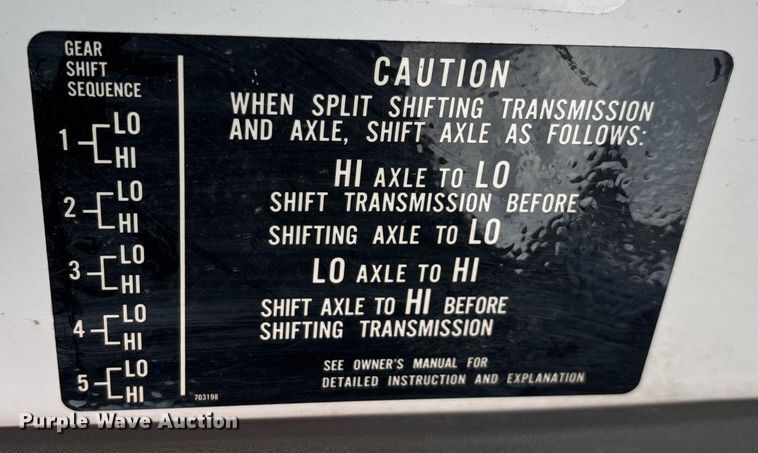 GEAR
SHIFT
SEQUENCE
1 LO
HI
2 LO
HI
3 LO
HI
4 LO
HI
5 LO
HI
CAUTION
WHEN SPLIT SHIFTING TRANSMISSION
AND AXLE, SHIFT AXLE AS FOLLOWS:
HI AXLE TO LO
SHIFT TRANSMISSION BEFORE
SHIFTING AXLE TO LO
LO AXLE TO HI
SHIFT AXLE TO HI BEFORE
SHIFTING TRANSMISSION
SEE OWNER'S MANUAL FOR
DETAILED INSTRUCTION AND EXPLANATION
703198
Purple Wave Auction